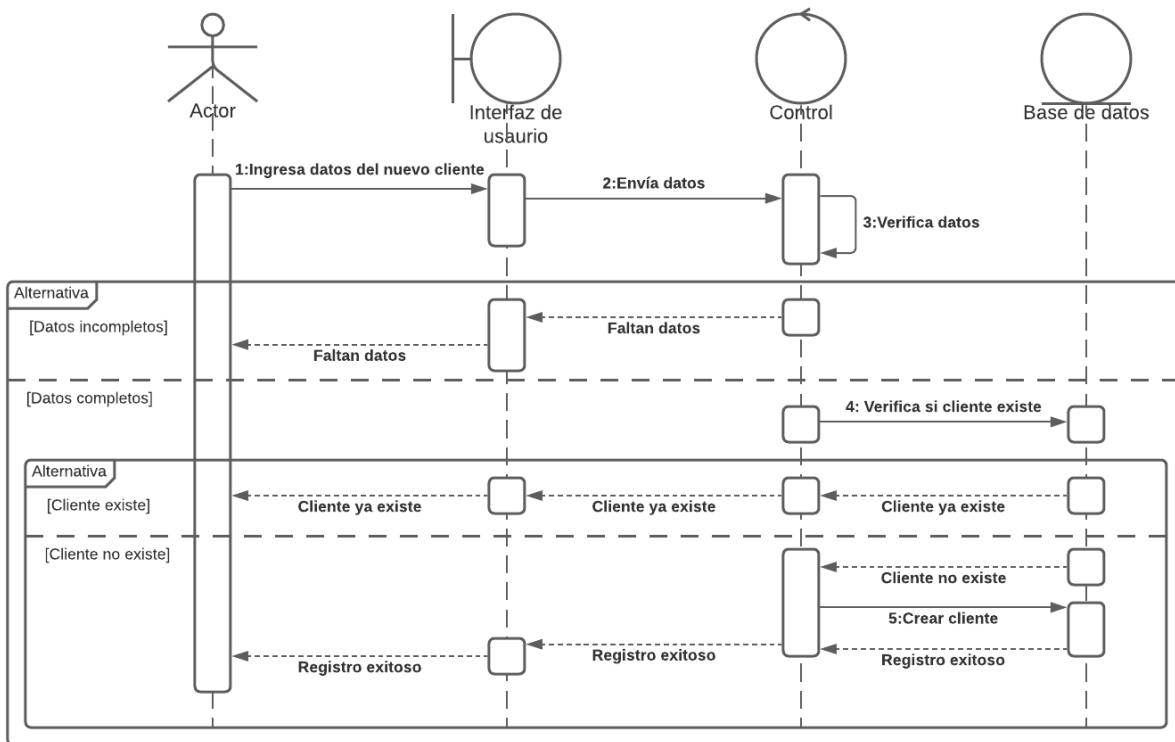 Actor
Interfaz de
usaurio
Control
Base de datos
1:Ingresa datos del nuevo cliente
2:Envía datos
3:Verifica datos
Alternativa
[Datos incompletos]
Faltan datos
Faltan datos
[Datos completos]
4: Verifica si cliente existe
Alternativa
[Cliente existe]
Cliente ya existe
Cliente ya existe
Cliente ya existe
[Cliente no existe]
Cliente no existe
5:Crear cliente
Registro exitoso
Registro exitoso
Registro exitoso